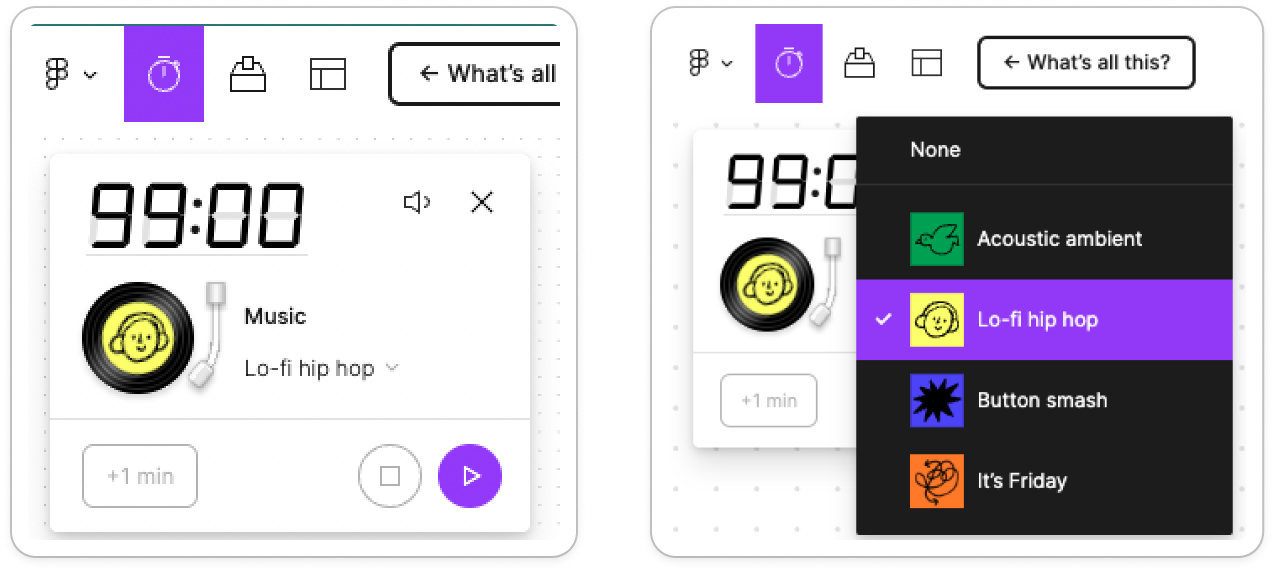 ← What's all
99:00
Music
Lo-fi hip hop
+1 min
← What's all this?
99:0
None
Acoustic ambient
Lo-fi hip hop
Button smash
It's Friday
+1 min